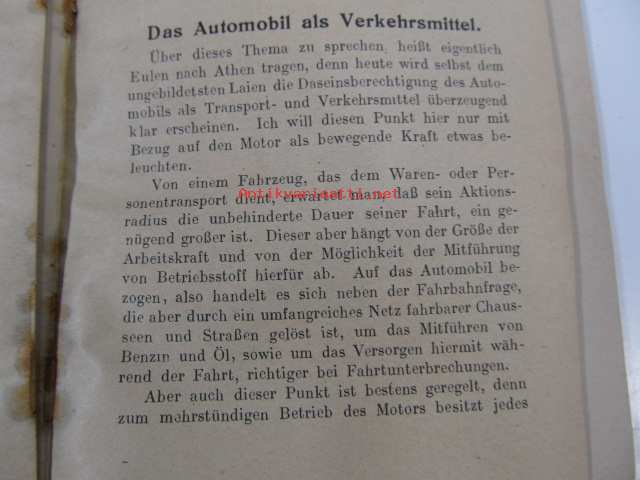 Das Automobil als Verkehrsmittel.
Über dieses Thema zu sprechen, heißt eigentlich
Eulen nach Athen tragen, denn heute wird selbst dem
ungebildetsten Laien die Daseinsberechtigung des Auto-
mobils als Transport- und Verkehrsmittel überzeugend
klar erscheinen. Ich will diesen Punkt hier nur mit
Bezug auf den Motor als bewegende Kraft etwas be-
leuchten.
Von einem Fahrzeug, das dem Waren- oder Per-
Antikvariaatti.net
sonentransport dient, erwartet man, daß sein Aktions-
radius die unbehinderte Dauer seiner Fahrt, ein ge-
nügend großer ist. Dieser aber hängt von der Größe der
Arbeitskraft und von der Möglichkeit der Mitführung
von Betriebsstoff hierfür ab. Auf das Automobil be-
zogen, also handelt es sich neben der Fahrbahnfrage,
die aber durch ein umfangreiches Netz fahrbarer Chaus-
seen und Straßen gelöst ist, um das Mitführen von
Benzin und Öl, sowie um das Versorgen hiermit wäh-
rend der Fahrt, richtiger bei Fahrtunterbrechungen.
Aber auch dieser Punkt ist bestens geregelt, denn
zum mehrstündigen Betrieb des Motors besitzt jedes